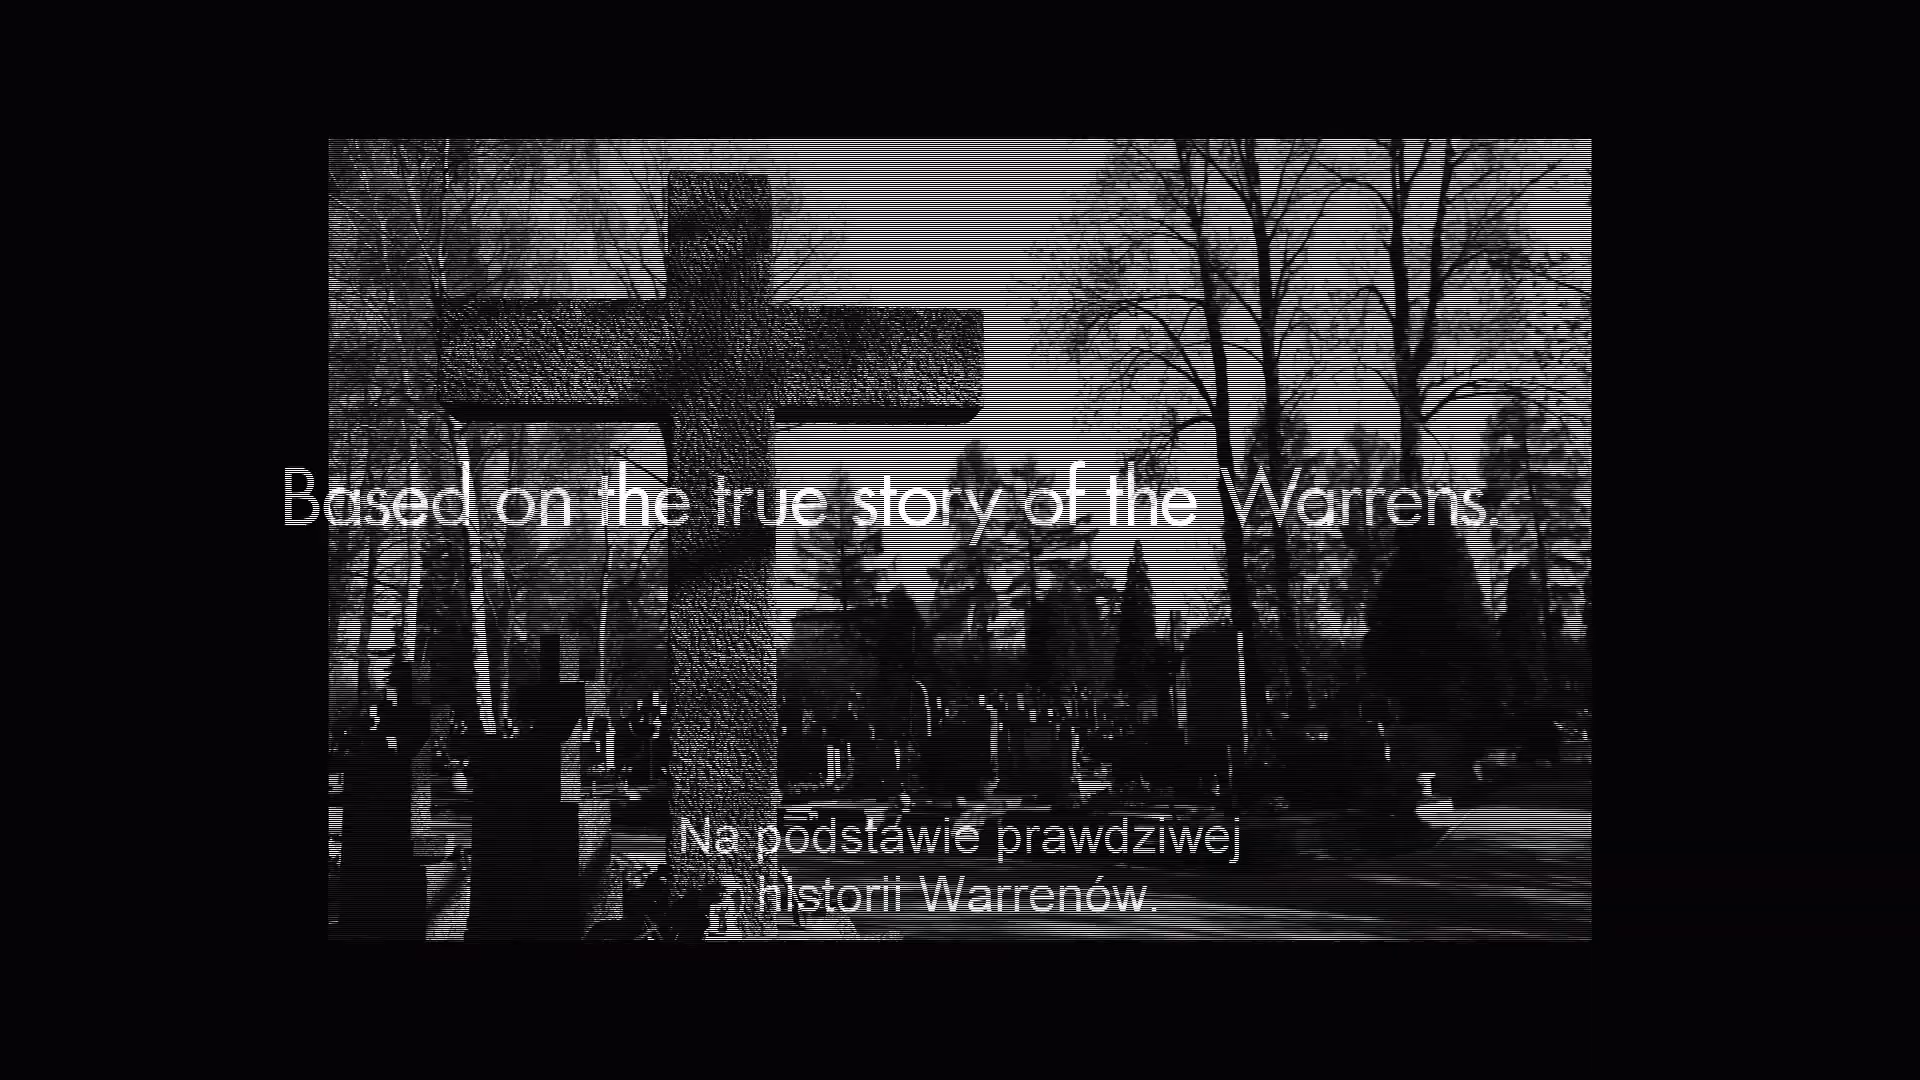 Based on the true story of the Warrens.
Na podstawie prawdziwej
historii Warrenów.